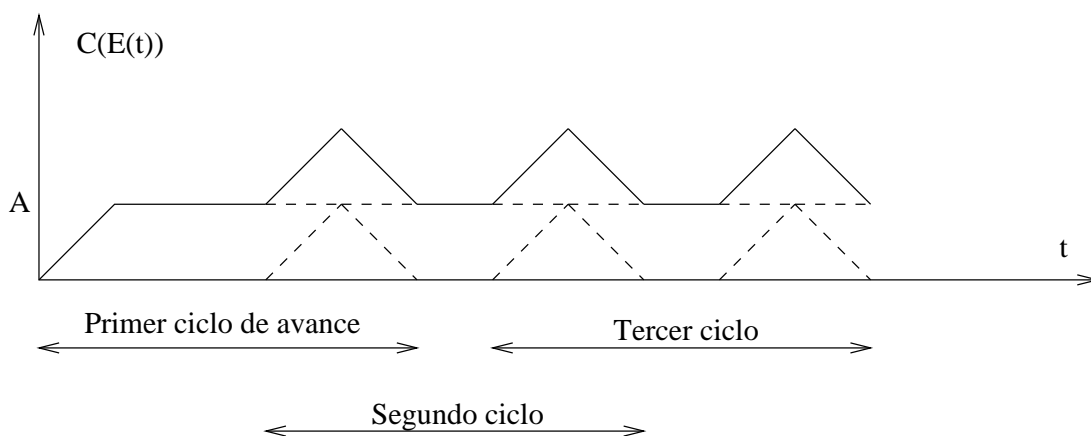 C(E(t))
A
t
Primer ciclo de avance
Tercer ciclo
Segundo ciclo